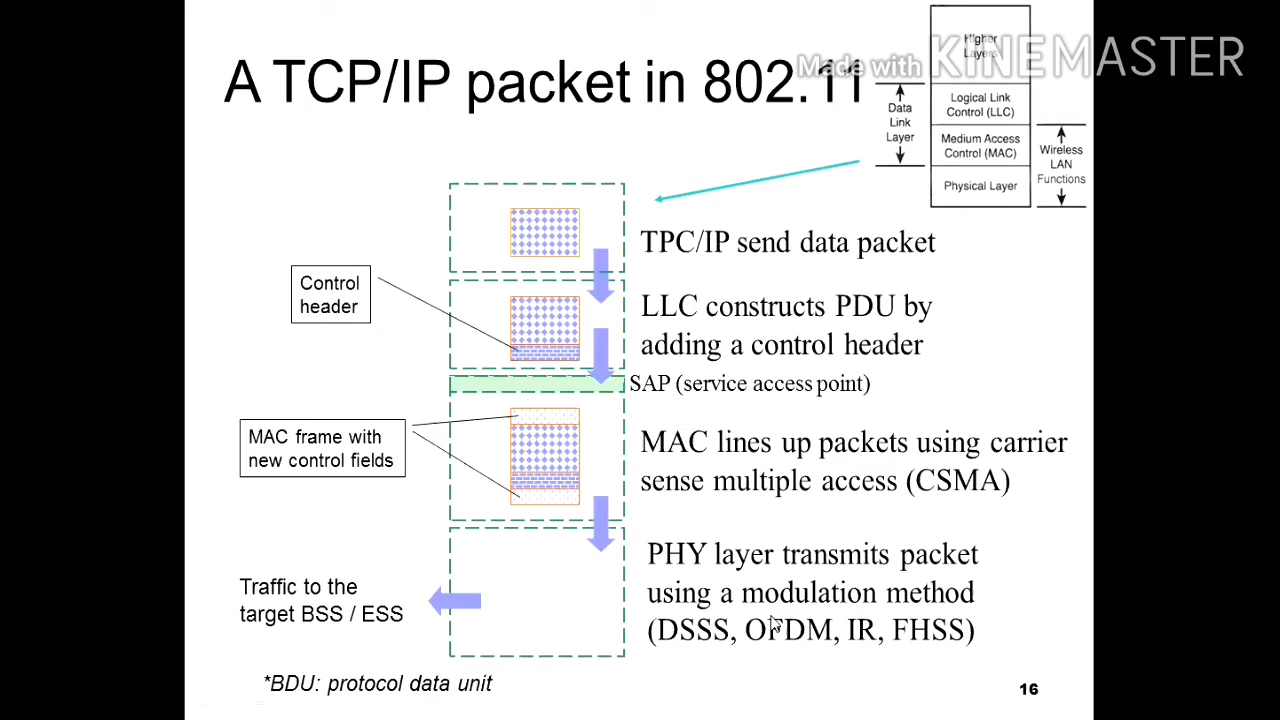 A TCP/IP packet in 802.11
Made with KINEMASTER
Higher
Layers
Data
Link
Layer
Logical Link
Control (LLC)
Medium Access
Control (MAC)
Wireless
LAN
Functions
Physical Layer
TPC/IP send data packet
Control
header
LLC constructs PDU by
adding a control header
SAP (service access point)
MAC frame with
new control fields
MAC lines up packets using carrier
sense multiple access (CSMA)
PHY layer transmits packet
using a modulation method
(DSSS, OFDM, IR, FHSS)
Traffic to the
target BSS / ESS
*BDU: protocol data unit
16